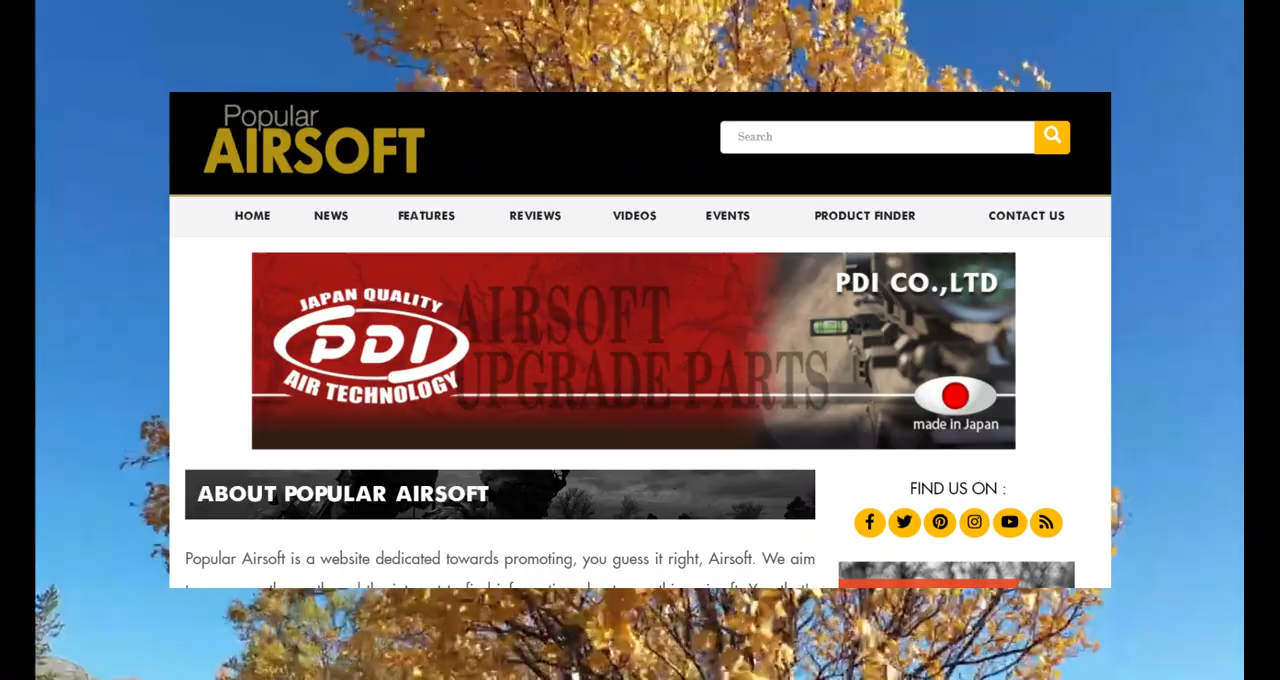 Popular
AIRSOFT
Search
HOME NEWS FEATURES REVIEWS VIDEOS EVENTS PRODUCT FINDER CONTACT US
PDI CO.,LTD
JAPAN QUALITY
PDI
AIR TECHNOLOGY
AIRSOFT
UPGRADE PARTS
made in Japan
ABOUT POPULAR AIRSOFT
FIND US ON :
Popular Airsoft is a website dedicated towards promoting, you guess it right, Airsoft. We aim